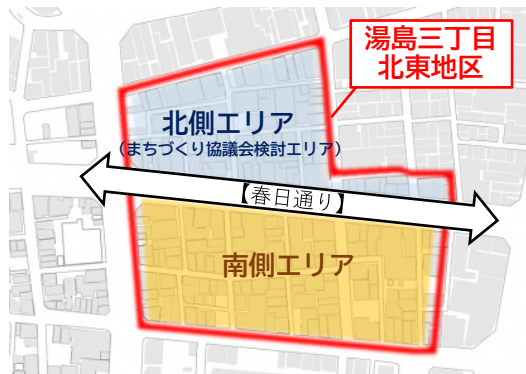 湯島三丁目
北東地区
北側エリア
（まちづくり協議会検討エリア）
【春日通り】
南側エリア